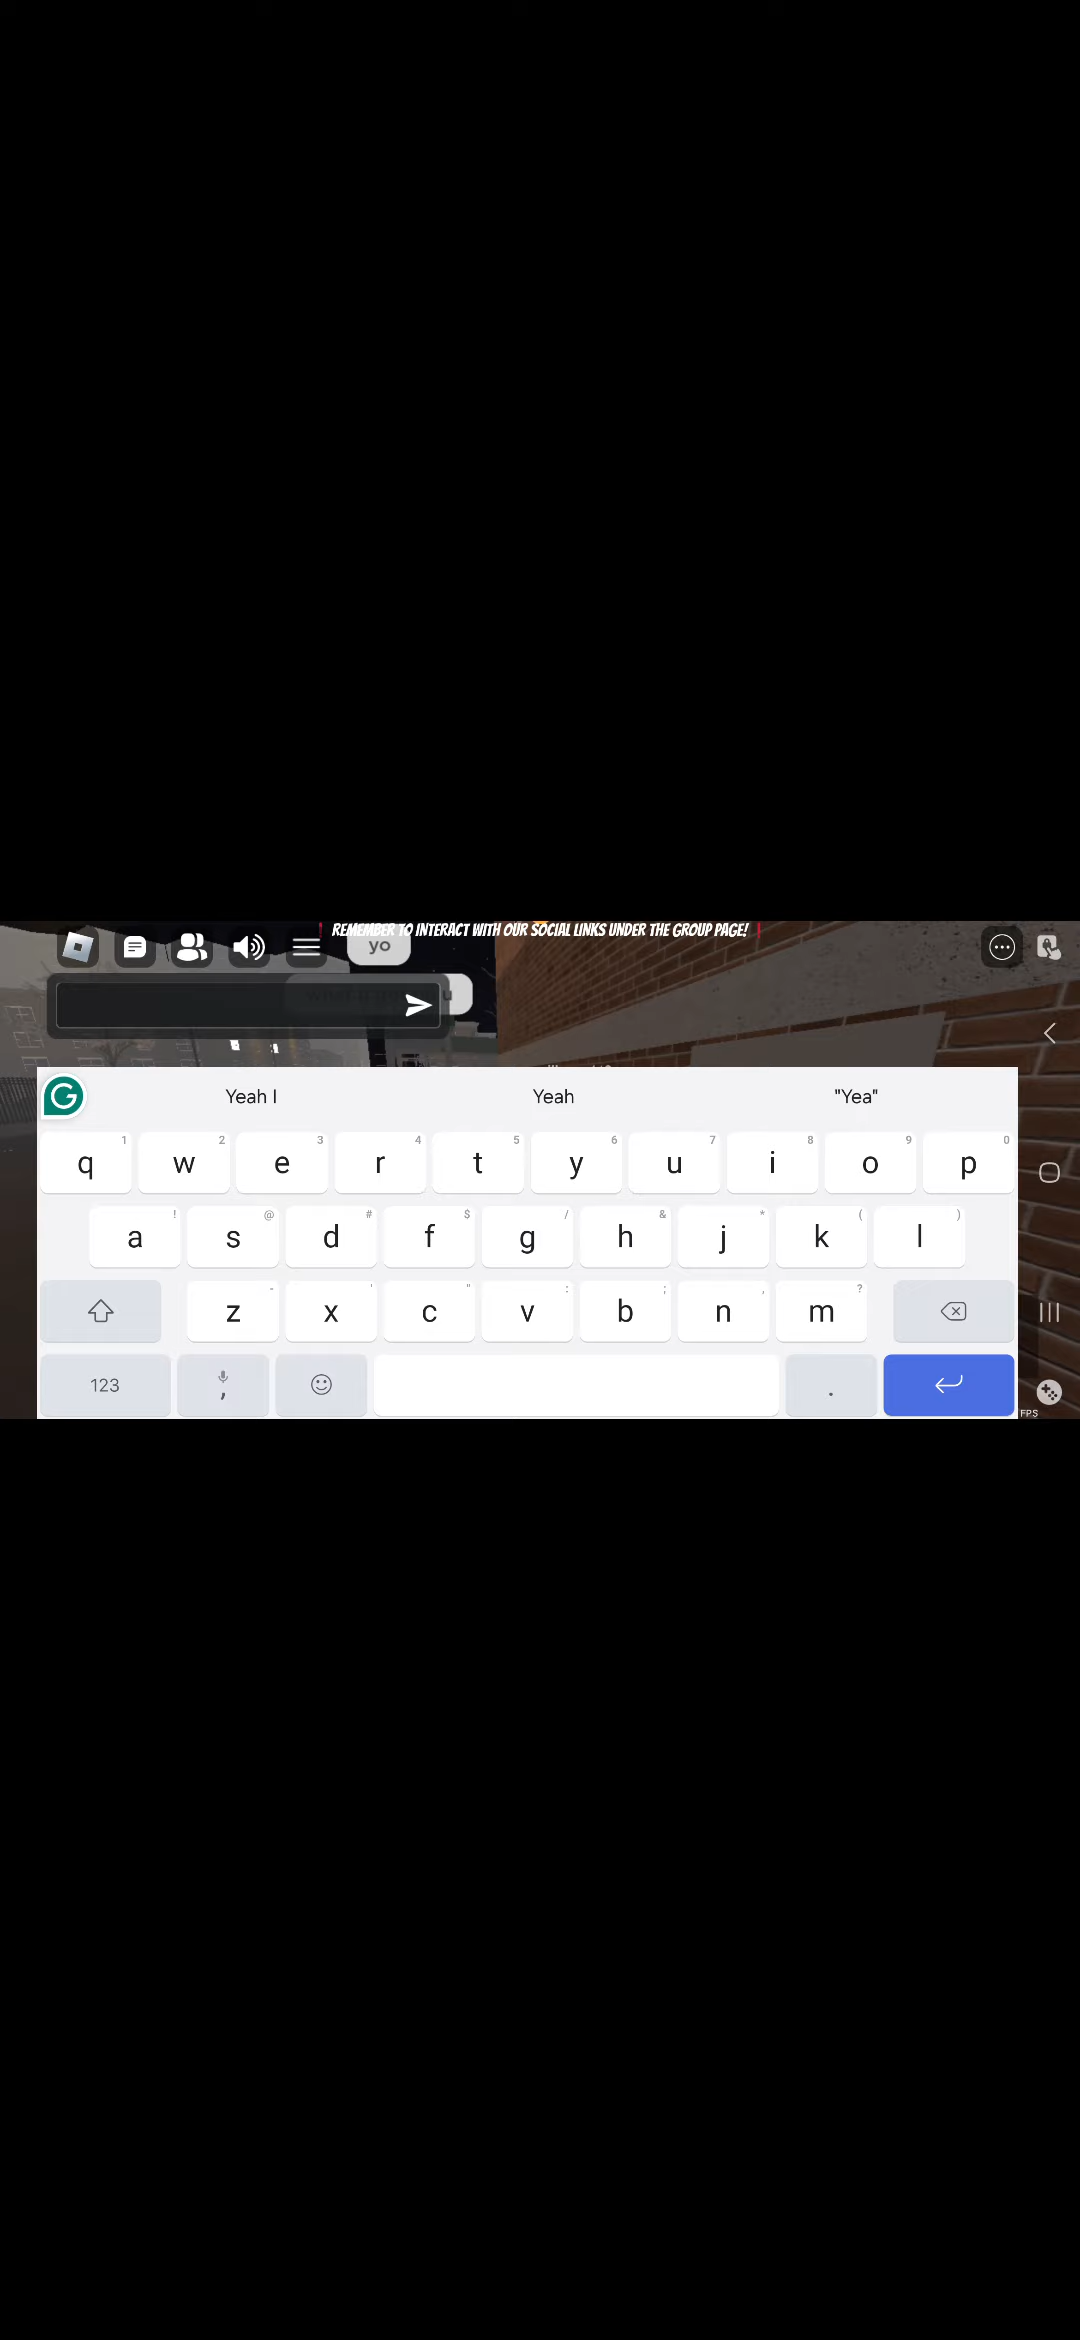 REMEMBER TO INTERACT WITH OUR SOCIAL LINKS UNDER THE GROUP PAGE!
yo
Yeah I
Yeah
"Yea"
1 2 3 4 5 6 7 8 9 0
q w e r t y u i o p
! @ # $ / & * ( )
a s d f g h j k l
- ' " : ; , ?
z x c v b n m
123 , .
FPS